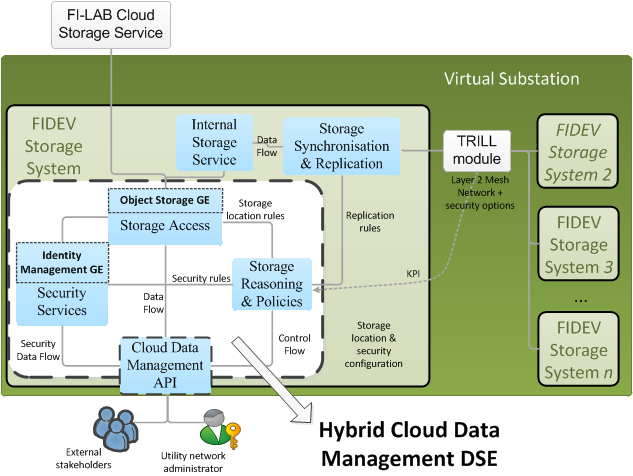 FI-LAB Cloud
Storage Service
Virtual Substation
FIDEV
Storage
System
Internal
Storage
Service
Data
Flow
Storage
Synchronisation
& Replication
TRILL
module
Layer 2 Mesh
Network +
security options
FIDEV
Storage
System 2
Object Storage GE
Storage Access
Storage
location rules
Replication
rules
FIDEV
Storage
System 3
Identity
Management GE
Security
Services
Security rules
Storage
Reasoning
& Policies
KPI
...
Data
Flow
Security
Data Flow
Cloud Data
Management
API
Control
Flow
Storage
location &
security
configuration
FIDEV
Storage
System n
External
stakeholders
Utility network
administrator
Hybrid Cloud Data
Management DSE